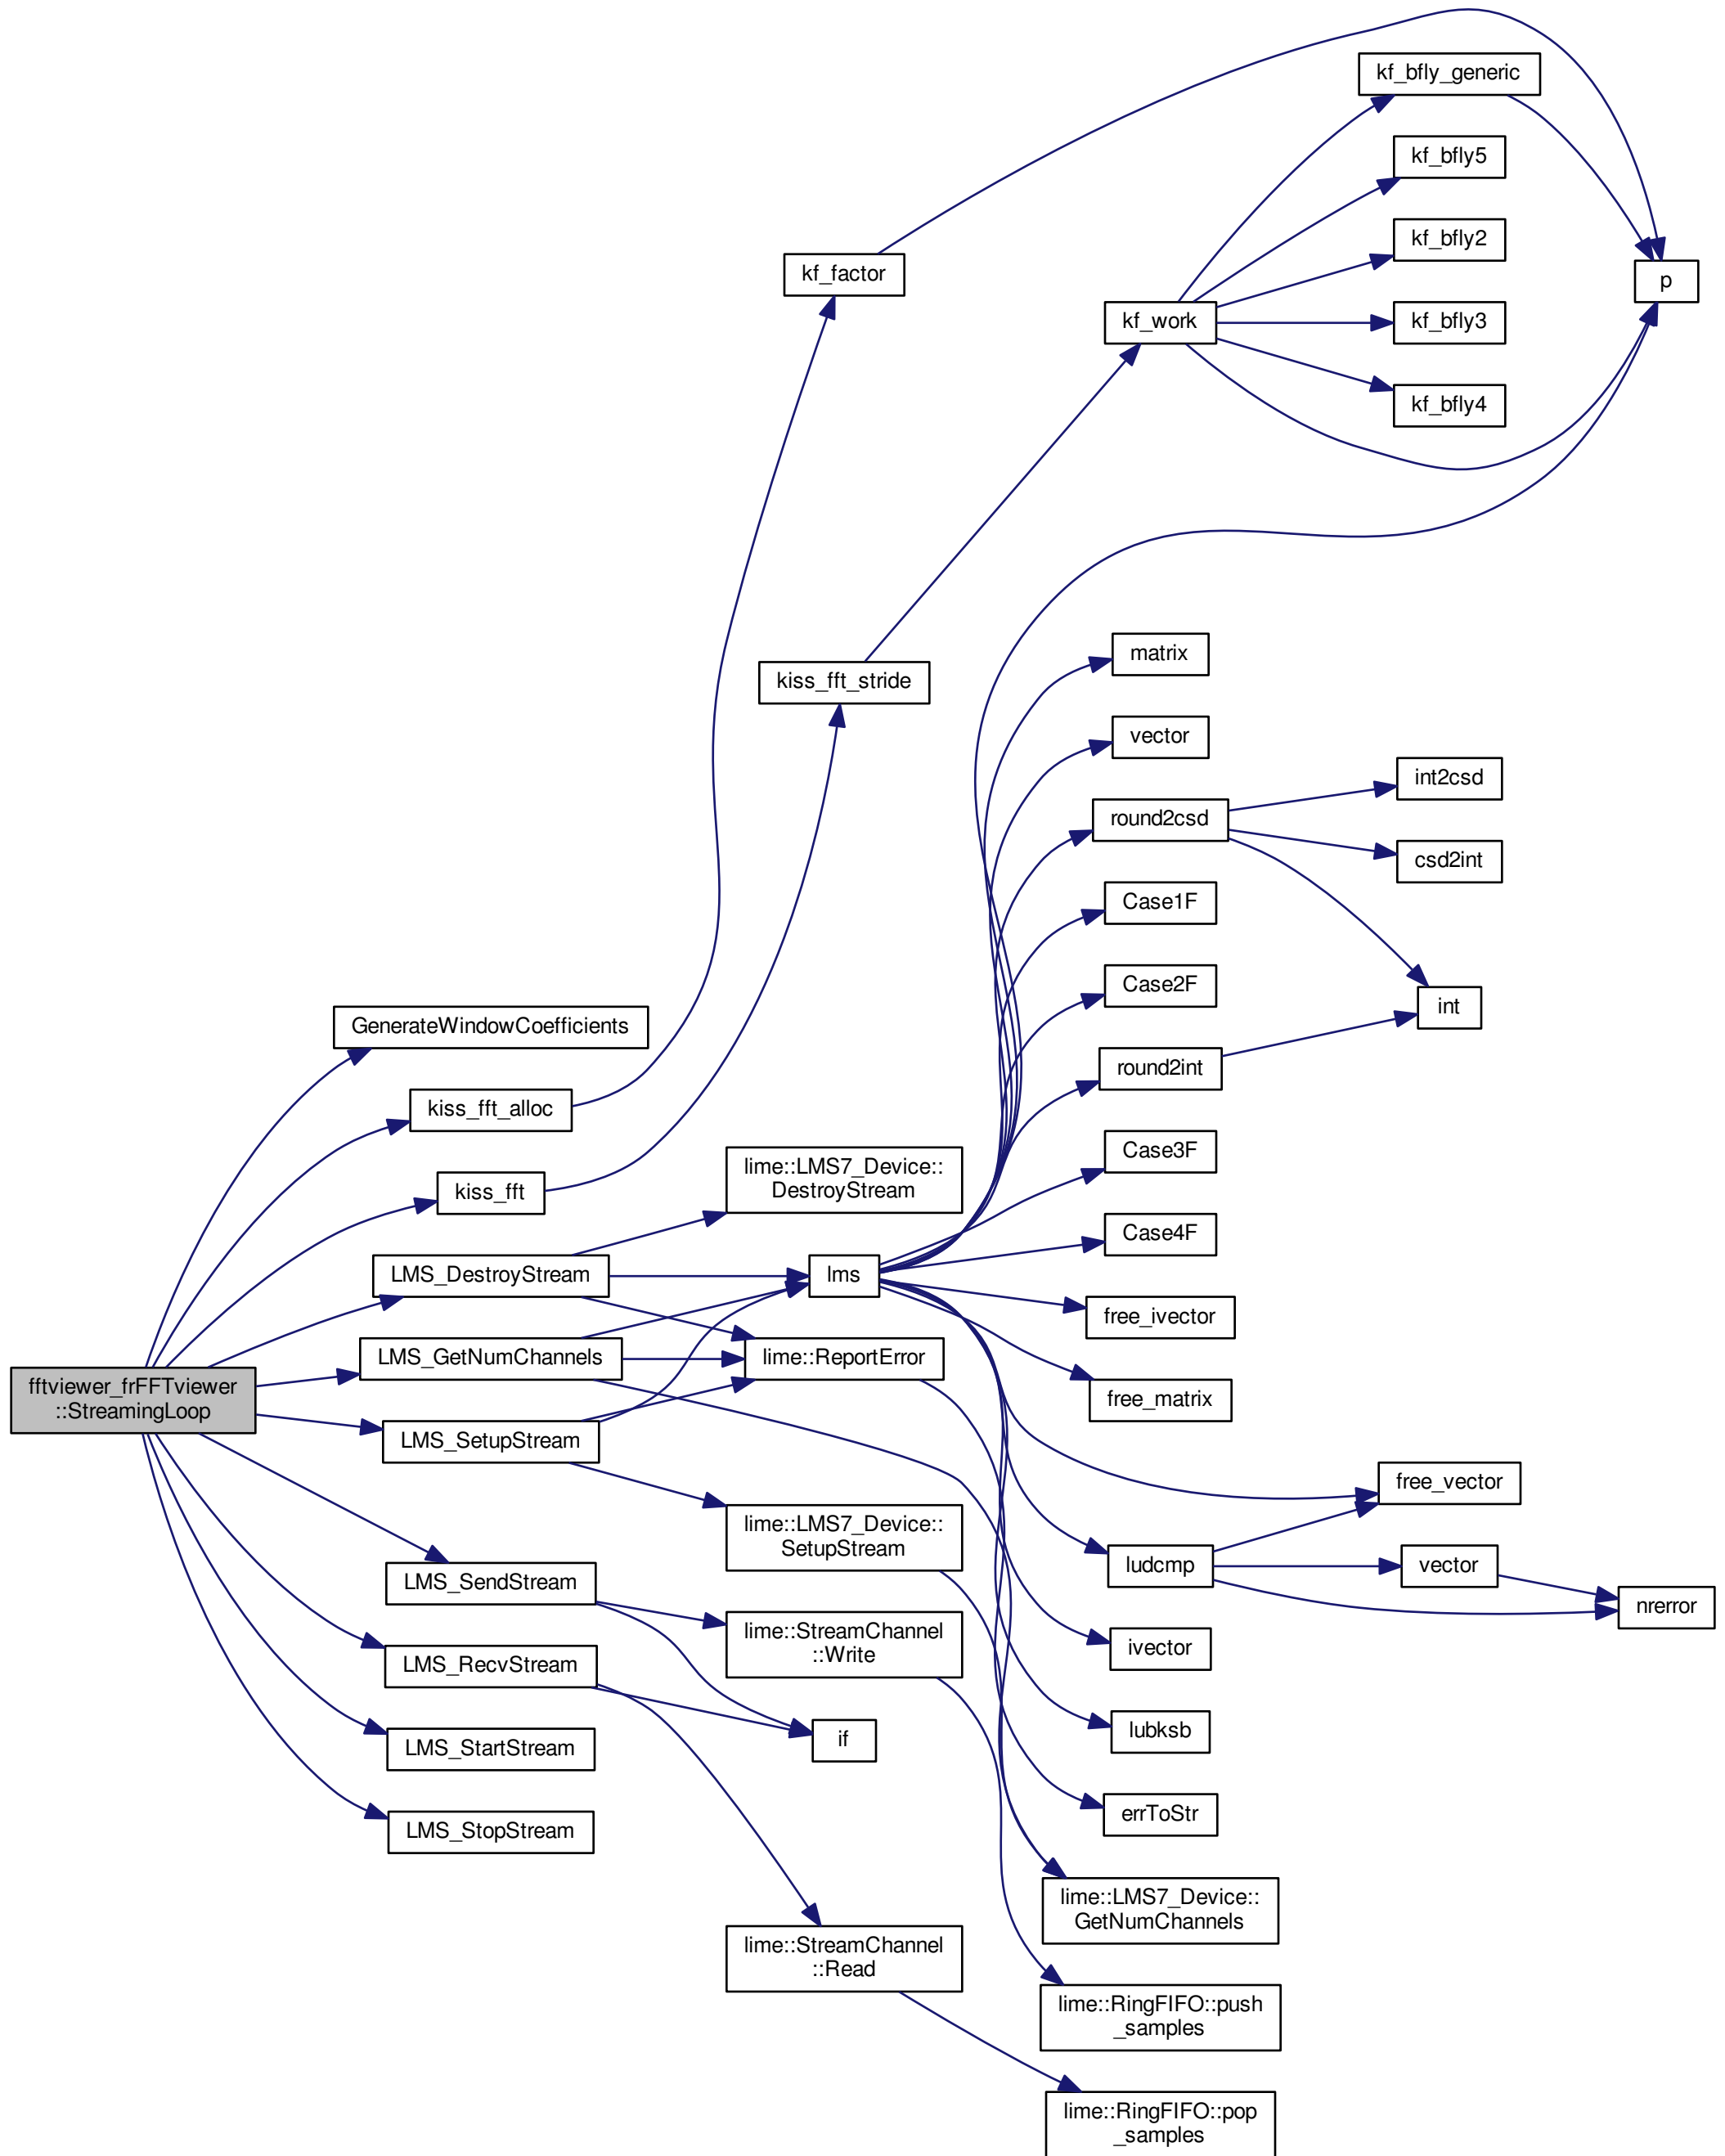 kf_bfly_generic
kf_bfly5
kf_bfly2
kf_factor
p
kf_work
kf_bfly3
kf_bfly4
matrix
kiss_fft_stride
vector
int2csd
round2csd
csd2int
Case1F
Case2F
int
GenerateWindowCoefficients
round2int
kiss_fft_alloc
Case3F
lime::LMS7_Device::
DestroyStream
kiss_fft
Case4F
LMS_DestroyStream
lms
free_ivector
LMS_GetNumChannels
lime::ReportError
fftviewer_frFFTviewer
::StreamingLoop
free_matrix
LMS_SetupStream
free_vector
lime::LMS7_Device::
SetupStream
ludcmp
vector
LMS_SendStream
nrerror
lime::StreamChannel
::Write
ivector
LMS_RecvStream
lubksb
if
LMS_StartStream
errToStr
LMS_StopStream
lime::LMS7_Device::
GetNumChannels
lime::StreamChannel
::Read
lime::RingFIFO::push
_samples
lime::RingFIFO::pop
_samples